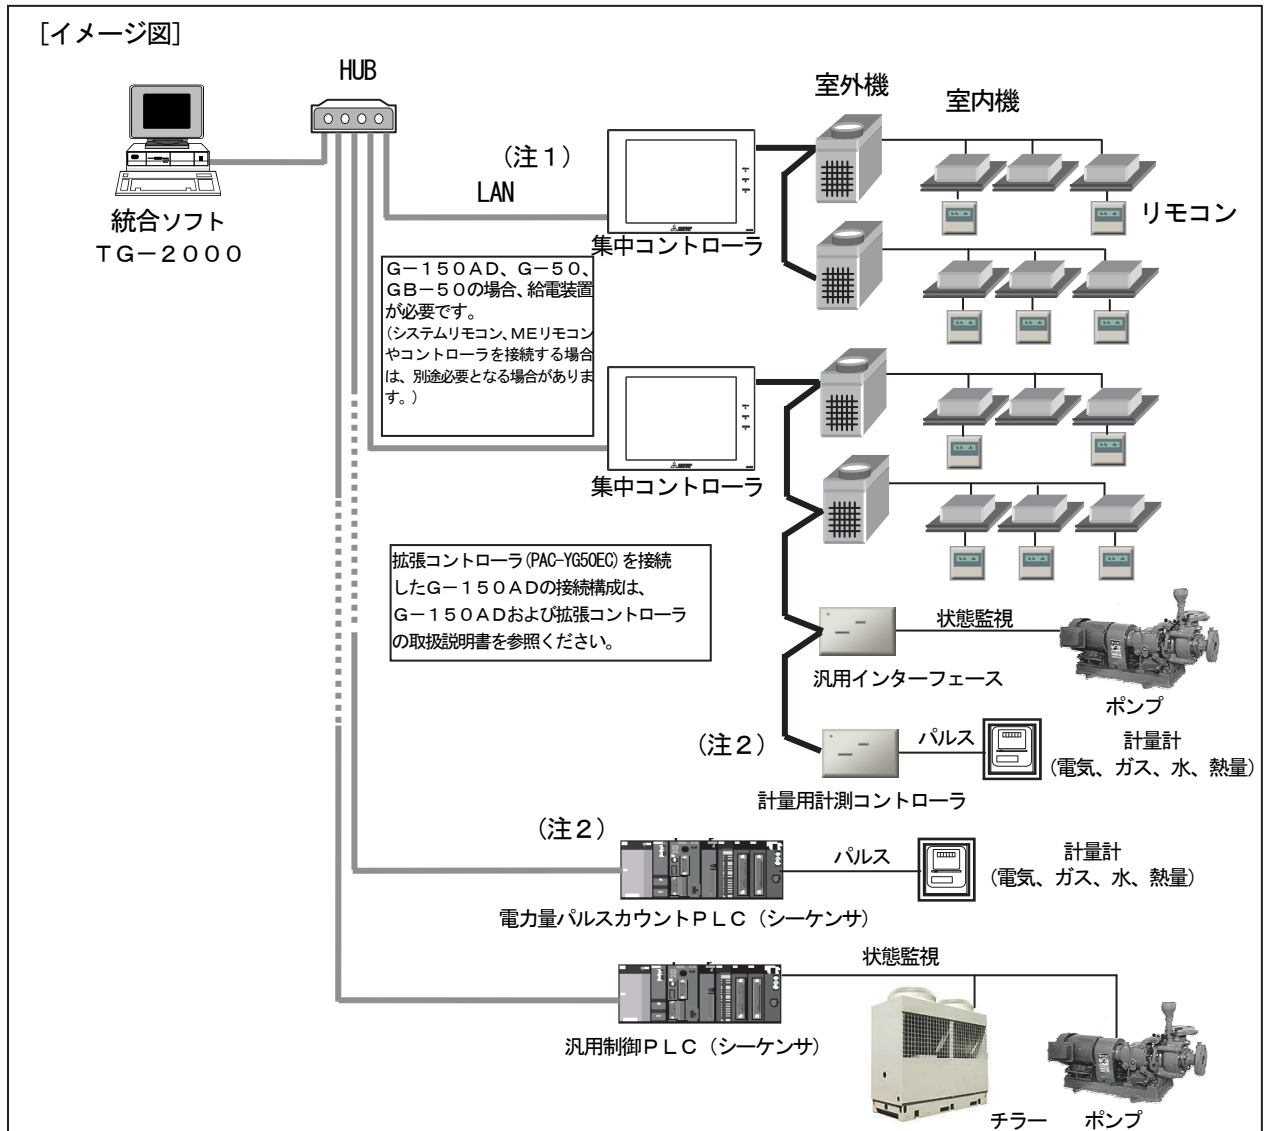 [イメージ図]
HUB
室外機
室内機
(注１)
LAN
リモコン
統合ソフト
ＴＧ－２０００
集中コントローラ
Ｇ－１５０ＡＤ、Ｇ－５０、
ＧＢ－５０の場合、給電装置
が必要です。
(システムリモコン、ＭＥリモコン
やコントローラを接続する場合
は、別途必要となる場合がありま
す。)
集中コントローラ
拡張コントローラ(PAC-YG50EC)を接続
したＧ－１５０ＡＤの接続構成は、
Ｇ－１５０ＡＤおよび拡張コントローラ
の取扱説明書を参照ください。
状態監視
汎用インターフェース
ポンプ
(注２)
パルス
計量計
(電気、ガス、水、熱量)
計量用計測コントローラ
(注２)
パルス
計量計
(電気、ガス、水、熱量)
電力量パルスカウントＰＬＣ（シーケンサ）
状態監視
汎用制御ＰＬＣ（シーケンサ）
チラー
ポンプ